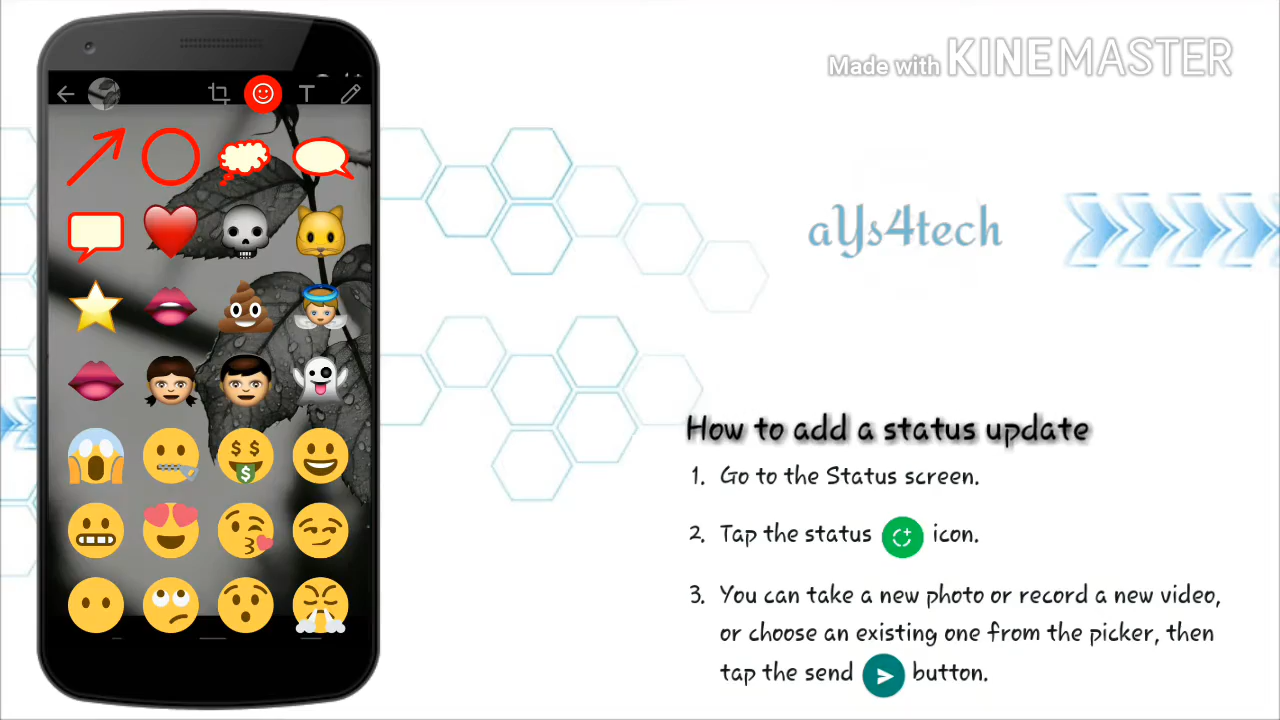 Made with KINEMASTER
T
aYs4tech
$ $
$
How to add a status update
1. Go to the Status screen.
2. Tap the status icon.
3. You can take a new photo or record a new video,
or choose an existing one from the picker, then
tap the send button.